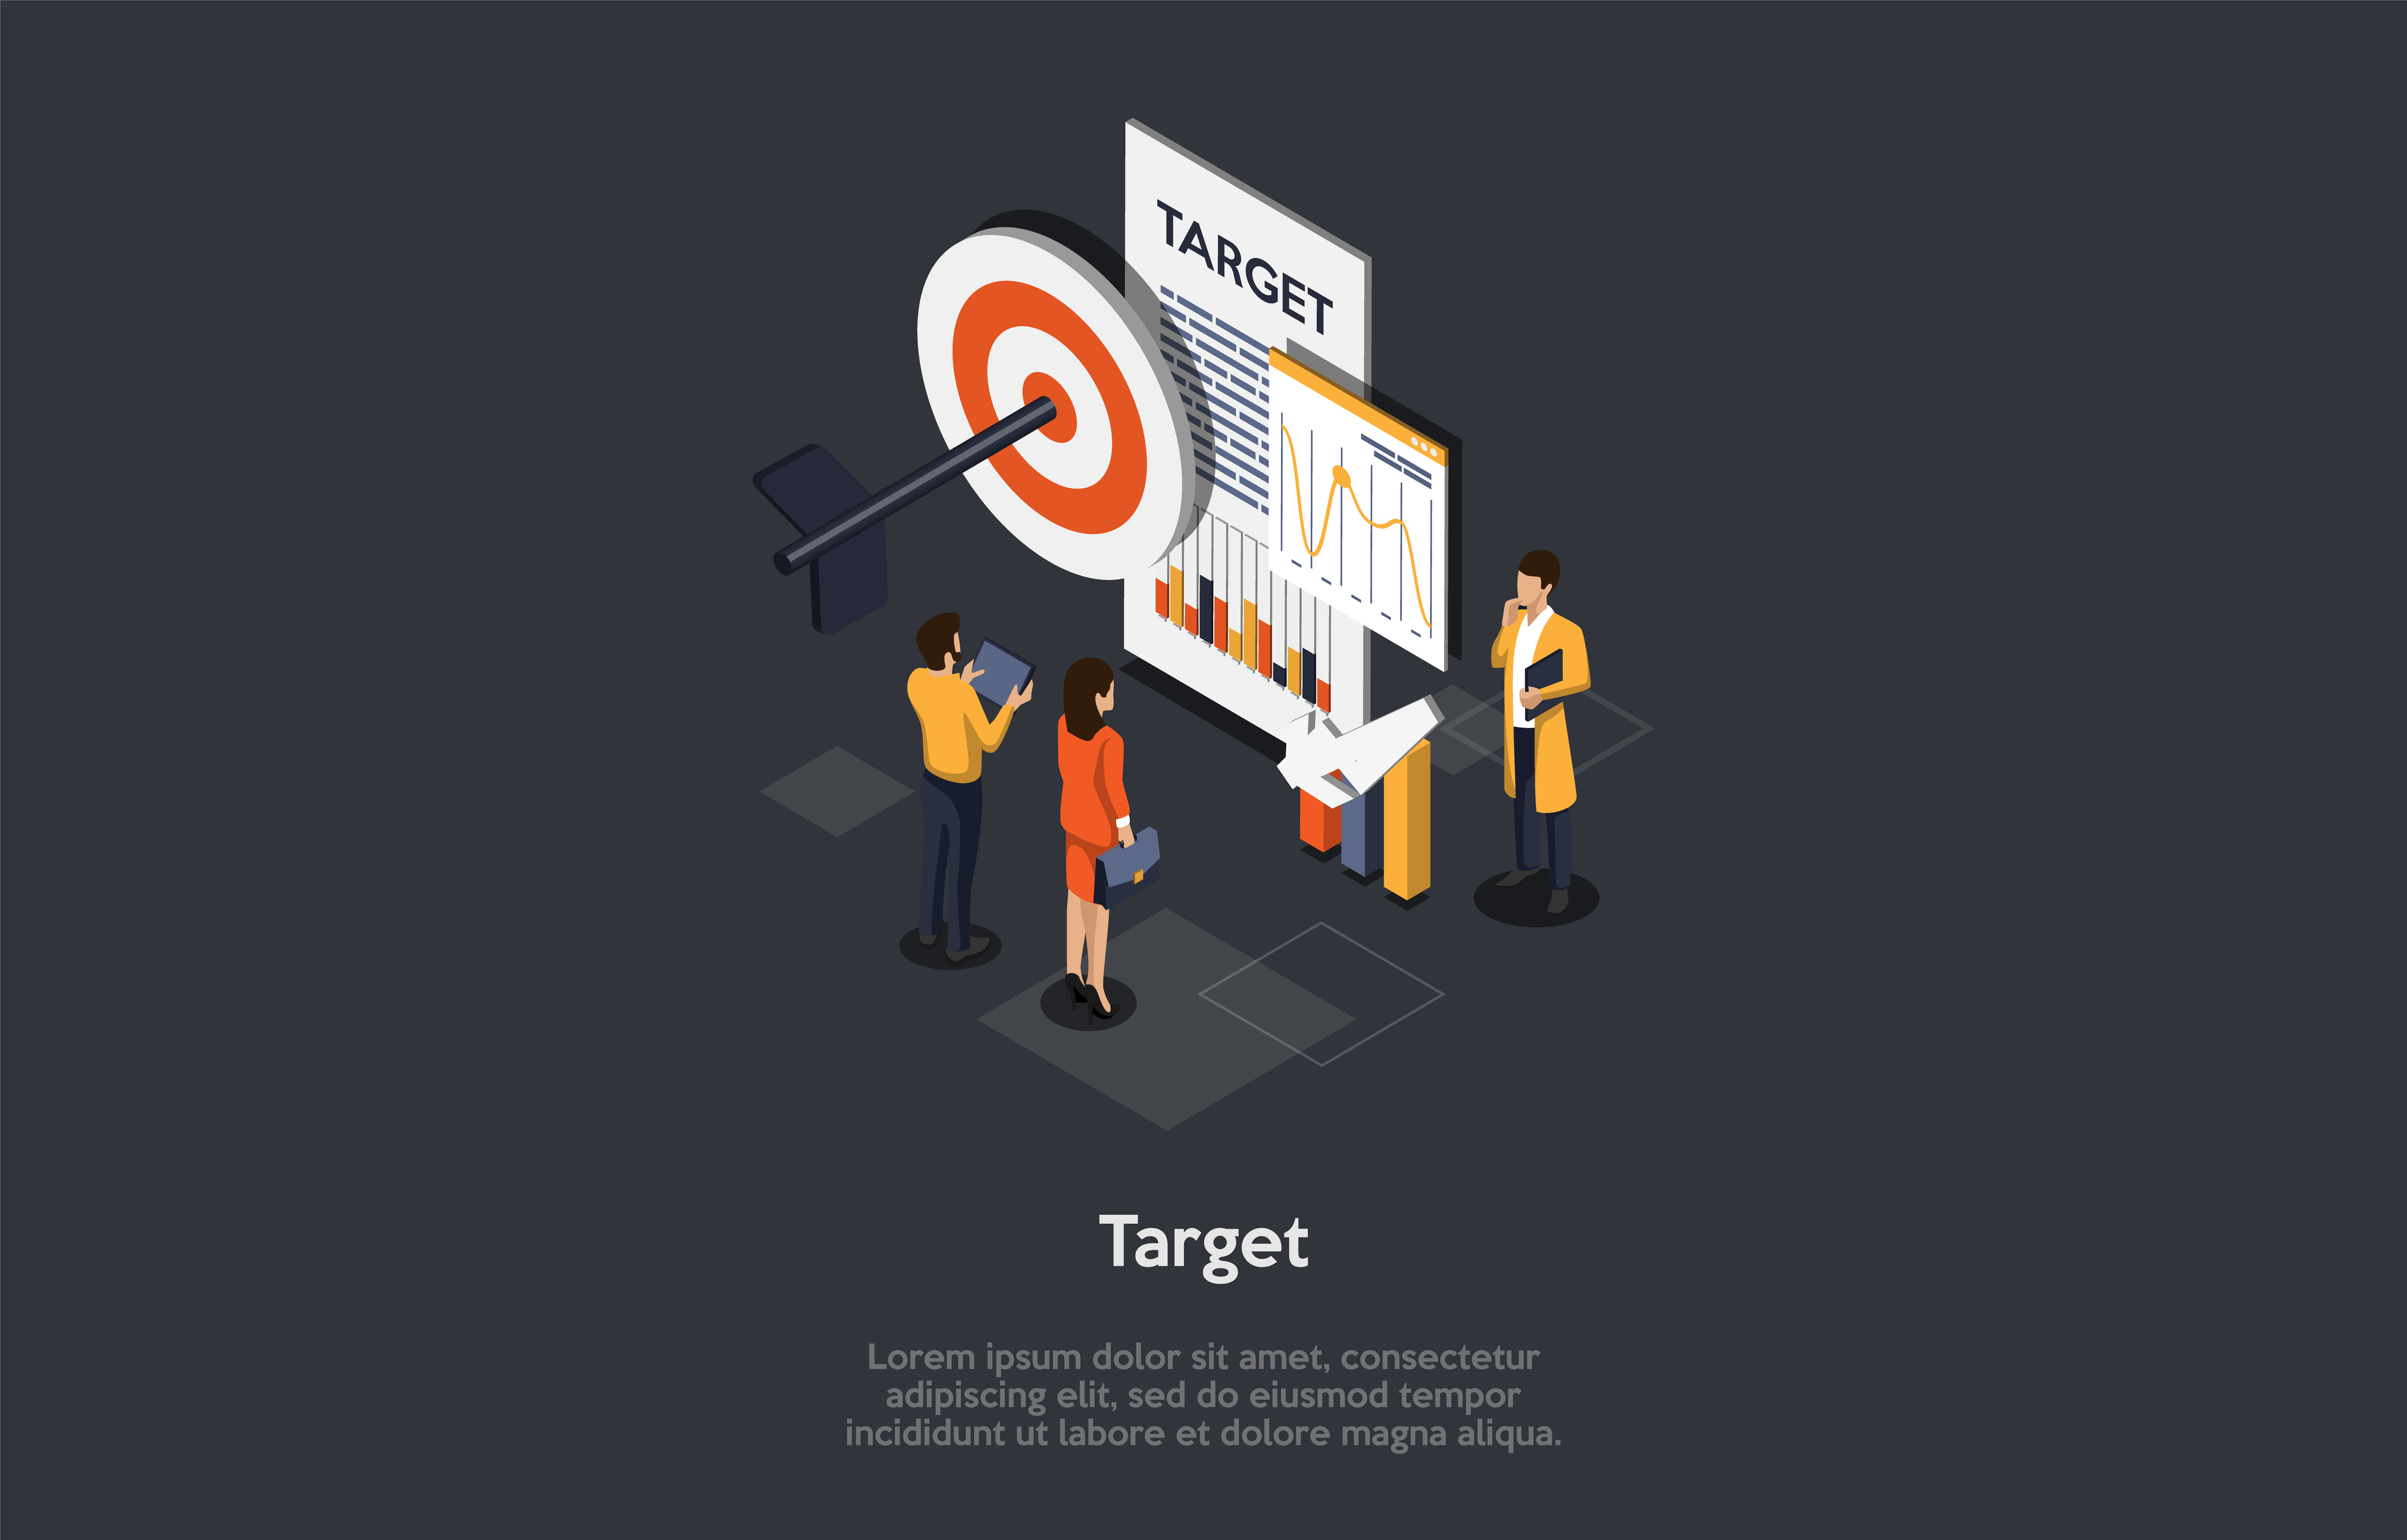 TARGET
Target
Lorem ipsum dolor sit amet, consectetur
adipiscing elit, sed do eiusmod tempor
incididunt ut labore et dolore magna aliqua.